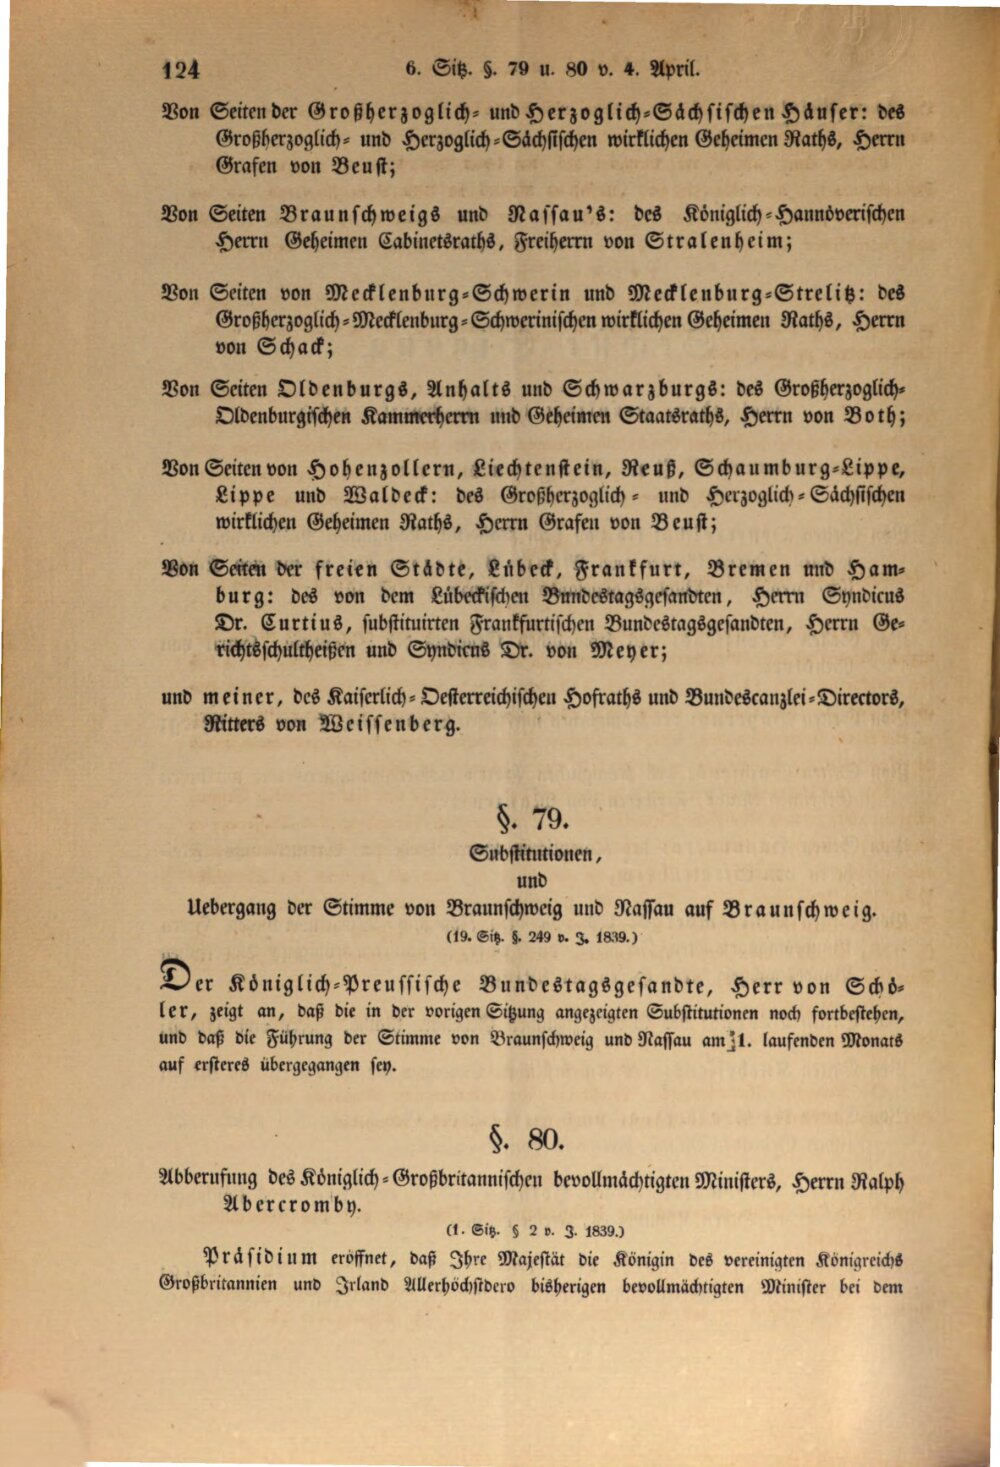 124
6. Sitz. §. 79 u. 80 v. 4. April.
Von Seiten der Großherzoglich- und Herzoglich-Sächsischen Häuser: des
Großherzoglich- und Herzoglich-Sächsischen wirklichen Geheimen Raths, Herrn
Grafen von Beust;
Von Seiten Braunschweigs und Nassau's: des Königlich-Hannöverischen
Herrn Geheimen Cabinetsraths, Freiherrn von Stralenheim;
Von Seiten von Mecklenburg-Schwerin und Mecklenburg-Strelitz: des
Großherzoglich-Mecklenburg-Schwerinischen wirklichen Geheimen Raths, Herrn
von Schack;
Von Seiten Oldenburgs, Anhalts und Schwarzburgs: des Großherzoglich-
Oldenburgischen Kammerherrn und Geheimen Staatsraths, Herrn von Both;
Von Seiten von Hohenzollern, Liechtenstein, Reuß, Schaumburg-Lippe,
Lippe und Waldeck: des Großherzoglich- und Herzoglich-Sächsischen
wirklichen Geheimen Raths, Herrn Grafen von Beust;
Von Seiten der freien Städte, Lübeck, Frankfurt, Bremen und Ham-
burg: des von dem Lübeckischen Bundestagsgesandten, Herrn Syndicus
Dr. Curtius, substituirten Frankfurtischen Bundestagsgesandten, Herrn Ge-
richtsschultheißen und Syndicus Dr. von Meyer;
und meiner, des Kaiserlich-Oesterreichischen Hofraths und Bundescanzlei-Directors,
Ritters von Weissenberg.
§. 79.
Substitutionen,
und
Uebergang der Stimme von Braunschweig und Nassau auf Braunschweig.
(19. Sitz. §. 249 v. J. 1839.)
Der Königlich-Preussische Bundestagsgesandte, Herr von Schö-
ler, zeigt an, daß die in der vorigen Sitzung angezeigten Substitutionen noch fortbestehen,
und daß die Führung der Stimme von Braunschweig und Nassau am 1. laufenden Monats
auf ersteres übergegangen sey.
§. 80.
Abberufung des Königlich-Großbritannischen bevollmächtigten Ministers, Herrn Ralph
Abercromby.
(1. Sitz. § 2 v. J. 1839.)
Präsidium eröffnet, daß Ihre Majestät die Königin des vereinigten Königreichs
Großbritannien und Irland Allerhöchstdero bisherigen bevollmächtigten Minister bei dem